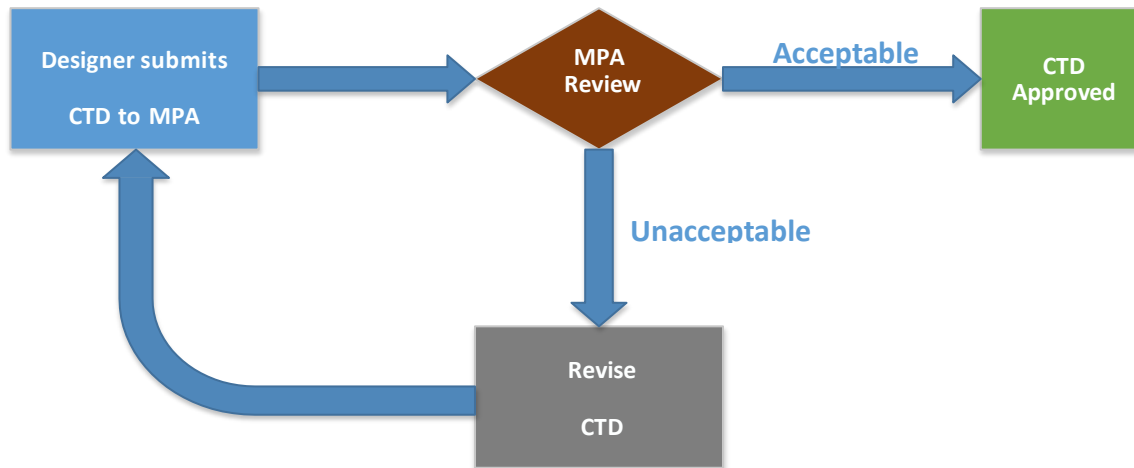 Designer submits
CTD to MPA
MPA
Review
Acceptable
CTD
Approved
Unacceptable
Revise
CTD